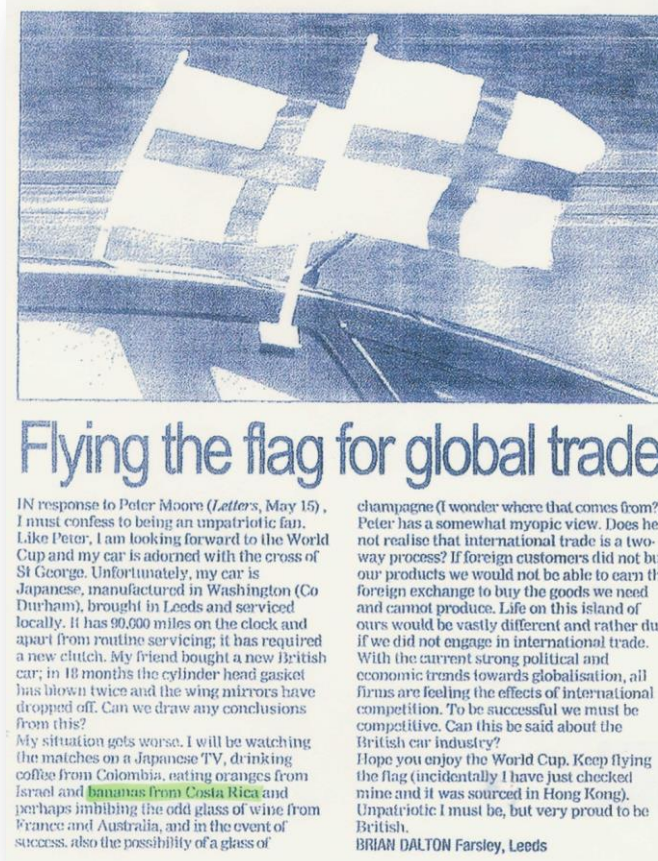 Flying the flag for global trade
IN response to Peter Moore (Letters, May 15),
I must confess to being an unpatriotic fan.
Like Peter, I am looking forward to the World
Cup and my car is adorned with the cross of
St George. Unfortunately, my car is
Japanese, manufactured in Washington (Co
Durham), brought in Leeds and serviced
locally. It has 90,000 miles on the clock and
apart from routine servicing; it has required
a new clutch. My friend bought a new British
car; in 18 months the cylinder head gasket
has blown twice and the wing mirrors have
dropped off. Can we draw any conclusions
from this?
My situation gets worse. I will be watching
the matches on a Japanese TV, drinking
coffee from Colombia, eating oranges from
Israel and bananas from Costa Rica and
perhaps imbibing the odd glass of wine from
France and Australia, and in the event of
success, also the possibility of a glass of
champagne (I wonder where that comes from?
Peter has a somewhat myopic view. Does he
not realise that international trade is a two-
way process? If foreign customers did not bu
our products we would not be able to earn th
foreign exchange to buy the goods we need
and cannot produce. Life on this island of
ours would be vastly different and rather du
if we did not engage in international trade.
With the current strong political and
economic trends towards globalisation, all
firms are feeling the effects of international
competition. To be successful we must be
competitive. Can this be said about the
British car industry?
Hope you enjoy the World Cup. Keep flying
the flag (incidentally I have just checked
mine and it was sourced in Hong Kong).
Unpatriotic I must be, but very proud to be
British.
BRIAN DALTON Farsley, Leeds